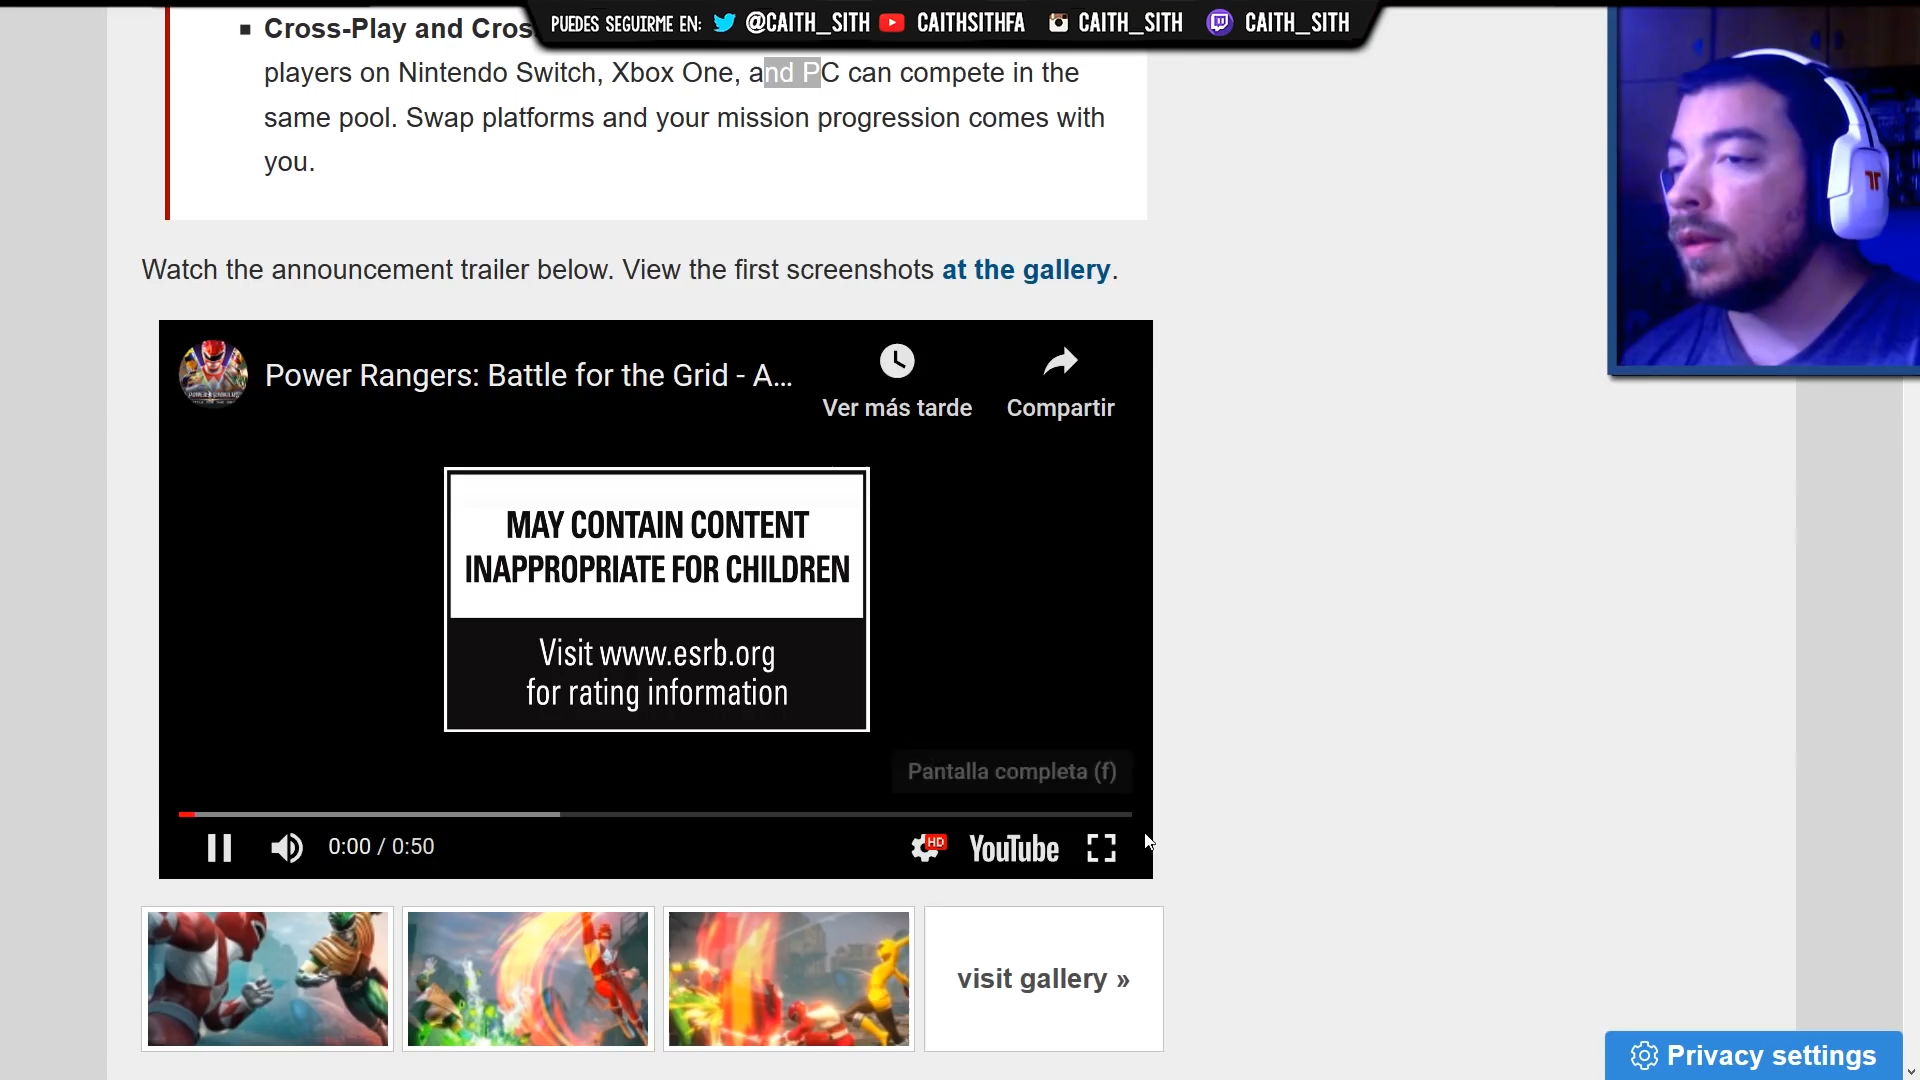 PUEDES SEGUIRME EN: @CAITH_SITH CAITHSITHFA CAITH_SITH CAITH_SITH
Cross-Play and Cros
players on Nintendo Switch, Xbox One, and PC can compete in the
same pool. Swap platforms and your mission progression comes with
you.
Watch the announcement trailer below. View the first screenshots at the gallery.
Power Rangers: Battle for the Grid - A...
Ver más tarde
Compartir
MAY CONTAIN CONTENT
INAPPROPRIATE FOR CHILDREN
Visit www.esrb.org
for rating information
Pantalla completa (f)
0:00 / 0:50
HD
YouTube
visit gallery »
Privacy settings